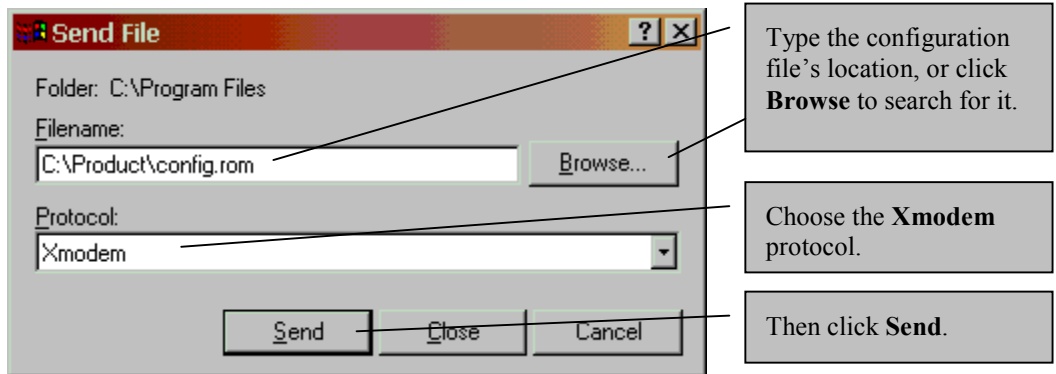 Send File
Folder: C:\Program Files
Filename:
C:\Product\config.rom
Browse...
Protocol:
Xmodem
Send
Close
Cancel
Type the configuration
file’s location, or click
Browse to search for it.
Choose the Xmodem
protocol.
Then click Send.